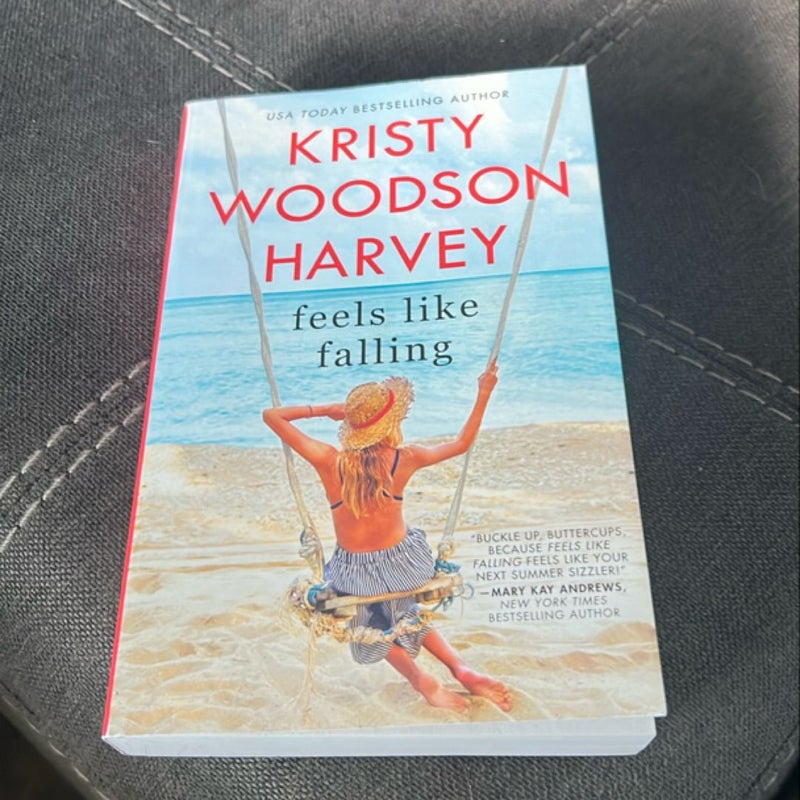 USA TODAY BESTSELLING AUTHOR
KRISTY
WOODSON
HARVEY
feels like
falling
"BUCKLE UP, BUTTERCUPS,
BECAUSE FEELS LIKE
FALLING FEELS LIKE YOUR
NEXT SUMMER SIZZLER!"
—MARY KAY ANDREWS,
NEW YORK TIMES
BESTSELLING AUTHOR